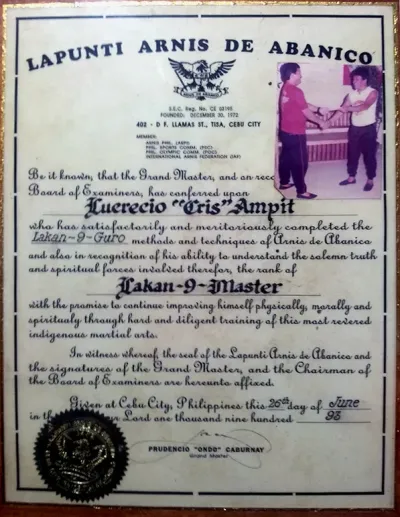 LAPUNTI ARNIS DE ABANICO
ARNIS DE ABANICO
S.E.C. Reg. No. CE 62195
FOUNDED: DECEMBER 30, 1972
402 - D F. LLAMAS ST., TISA, CEBU CITY
MEMBER:
ARNIS PHIL. (ARPI)
PHIL. SPORTS COMM. (PSC)
PHIL. OLYMPIC COMM. (POC)
INTERNATIONAL ARNIS FEDERATION (IAF)
Be it known, that the Grand Master, and on
Board of Examiners, has conferred upon
Luerecio "Cris" Ampit
who has satisfactorily and meritoriously completed the
Lakan-9-Guro methods and techniques of Arnis de Abanico
and also in recognition of his ability to understand the solemn truth
and spiritual forces involved therefor, the rank of
Lakan-9-Master
with the promise to continue improving himself physically, morally and
spiritualy through hard and diligent training of this most revered
indigenous martial arts.
In witness whereof, the seal of the Lapunti Arnis de Abanico and
the signatures of the Grand Master, and the Chairman of
the Board of Examiners are hereunto affixed.
Given at Cebu City, Philippines this 26th day of June
in the Lord one thousand nine hundred 93
PRUDENCIO "ONDO" CABURNAY
Grand Master